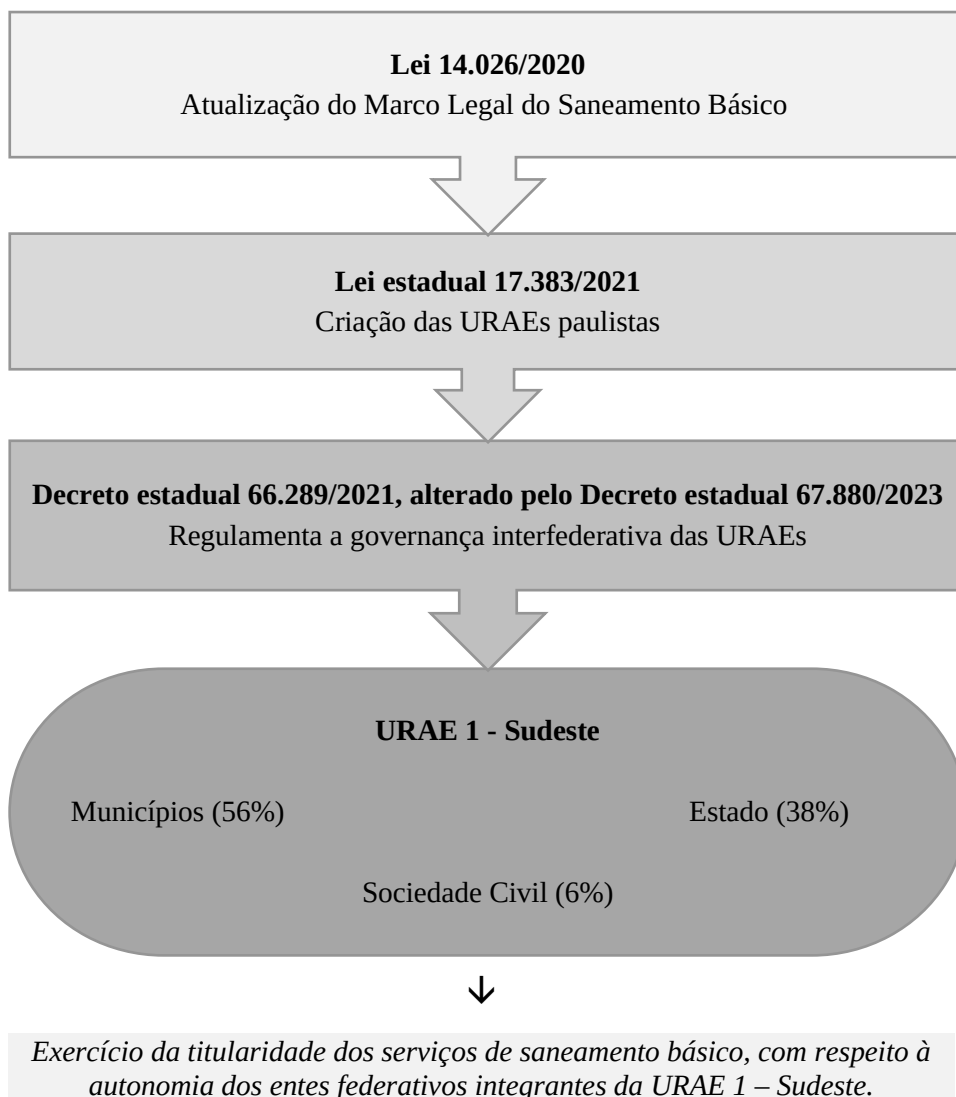 Lei 14.026/2020
Atualização do Marco Legal do Saneamento Básico
Lei estadual 17.383/2021
Criação das URAEs paulistas
Decreto estadual 66.289/2021, alterado pelo Decreto estadual 67.880/2023
Regulamenta a governança interfederativa das URAEs
URAE 1 - Sudeste
Municípios (56%)
Estado (38%)
Sociedade Civil (6%)
Exercício da titularidade dos serviços de saneamento básico, com respeito à
autonomia dos entes federativos integrantes da URAE 1 – Sudeste.